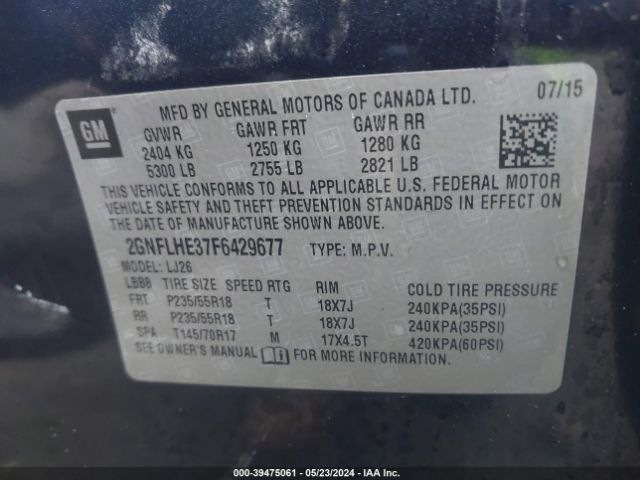 MFD BY GENERAL MOTORS OF CANADA LTD. 07/15
GM
GVWR GAWR FRT GAWR RR
2404 KG 1250 KG 1280 KG
5300 LB 2755 LB 2821 LB
THIS VEHICLE CONFORMS TO ALL APPLICABLE U.S. FEDERAL MOTOR
VEHICLE SAFETY AND THEFT PREVENTION STANDARDS IN EFFECT ON
THE DATE OF MANUFACTURE SHOWN ABOVE.
2GNFLHE37F6429677 TYPE: M.P.V.
MODEL: LJ26
LBBB TIRE SIZE SPEED RTG RIM COLD TIRE PRESSURE
FRT P235/55R18 T 18X7J 240KPA(35PSI)
RR P235/55R18 T 18X7J 240KPA(35PSI)
SPA T145/70R17 M 17X4.5T 420KPA(60PSI)
SEE OWNER'S MANUAL FOR MORE INFORMATION
000-39475061 - 05/23/2024 - IAA Inc.